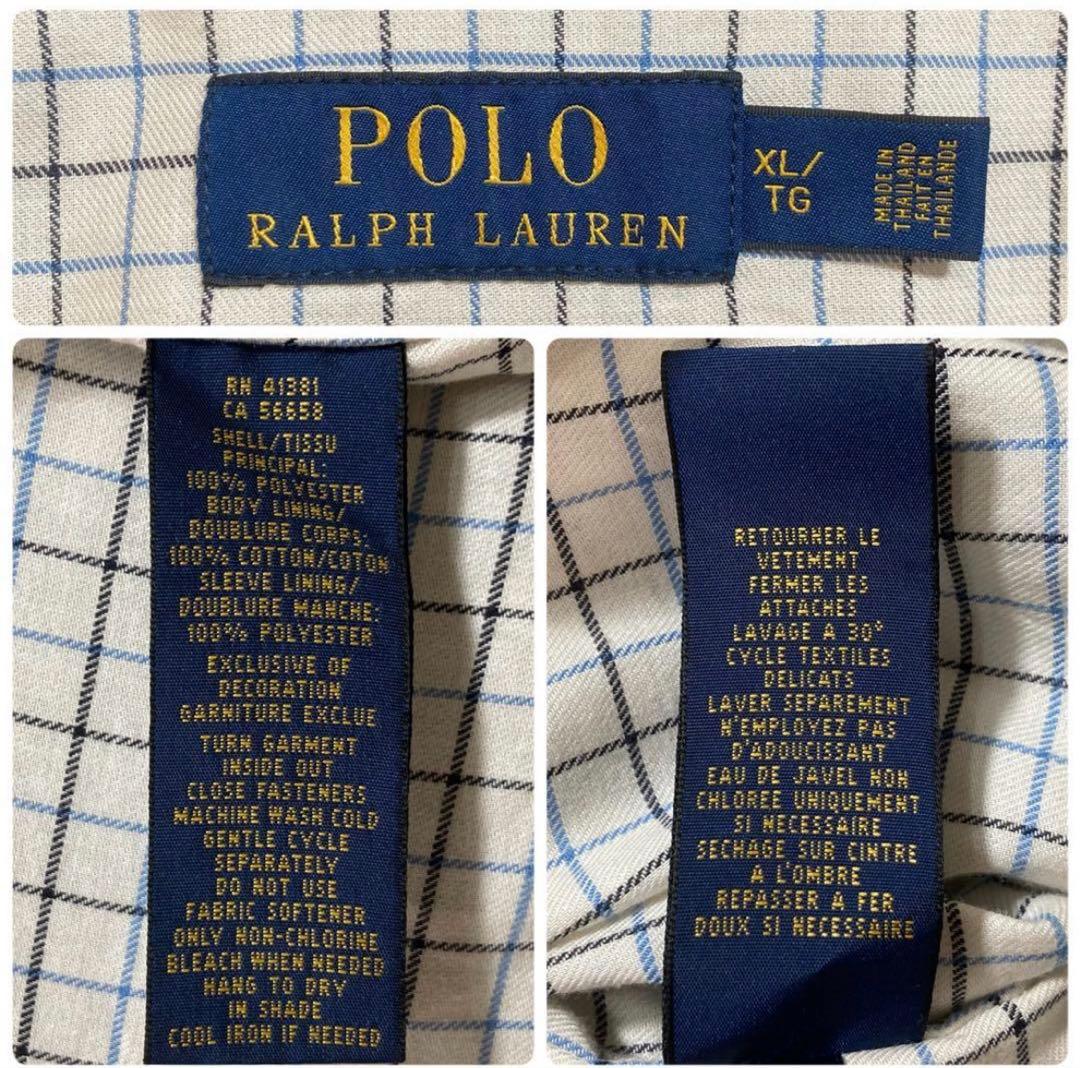 POLO
RALPH LAUREN
XL/
TG
MADE IN
THAILAND
FAIT EN
THAILANDE
RN 41381
CA 56658
SHELL/TISSU
PRINCIPAL:
100% POLYESTER
BODY LINING/
DOUBLURE CORPS:
100% COTTON/COTON
SLEEVE LINING/
DOUBLURE MANCHE:
100% POLYESTER
EXCLUSIVE OF
DECORATION
GARNITURE EXCLUE
TURN GARMENT
INSIDE OUT
CLOSE FASTENERS
MACHINE WASH COLD
GENTLE CYCLE
SEPARATELY
DO NOT USE
FABRIC SOFTENER
ONLY NON-CHLORINE
BLEACH WHEN NEEDED
HANG TO DRY
IN SHADE
COOL IRON IF NEEDED
RETOURNER LE
VETEMENT
FERMER LES
ATTACHES
LAVAGE A 30°
CYCLE TEXTILES
DELICATS
LAVER SEPAREMENT
N'EMPLOYEZ PAS
D'ADOUCISSANT
EAU DE JAVEL NON
CHLOREE UNIQUEMENT
SI NECESSAIRE
SECHAGE SUR CINTRE
A L'OMBRE
REPASSER A FER
DOUX SI NECESSAIRE